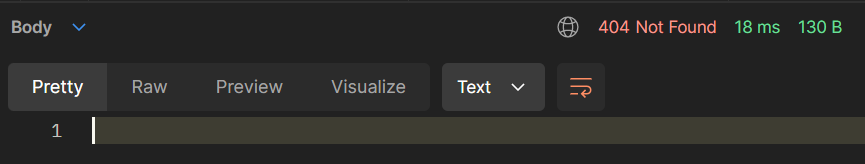 Body 404 Not Found 18 ms 130 B
Pretty Raw Preview Visualize Text
1